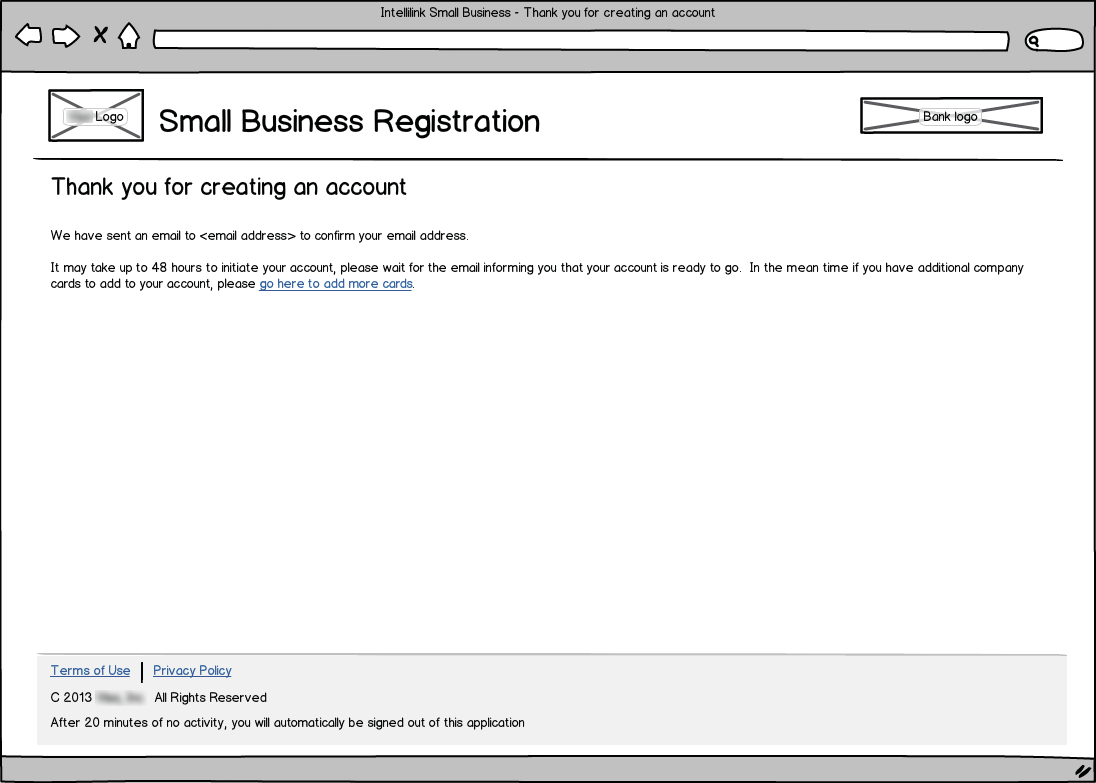 Intellilink Small Business - Thank you for creating an account
Logo
Small Business Registration
Bank logo
Thank you for creating an account
We have sent an email to <email address> to confirm your email address.
It may take up to 48 hours to initiate your account, please wait for the email informing you that your account is ready to go.  In the mean time if you have additional company
cards to add to your account, please go here to add more cards.
Terms of Use | Privacy Policy
C 2013 All Rights Reserved
After 20 minutes of no activity, you will automatically be signed out of this application